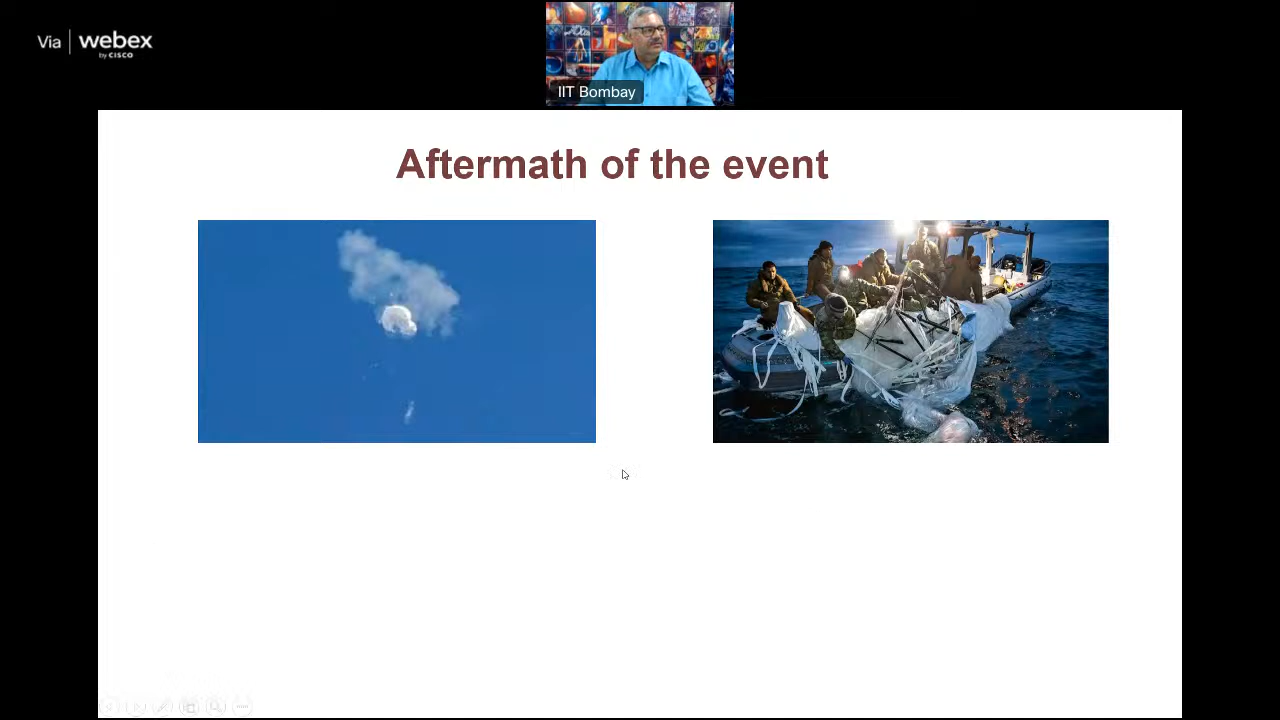 Via | webex
by CISCO
IIT Bombay
Aftermath of the event